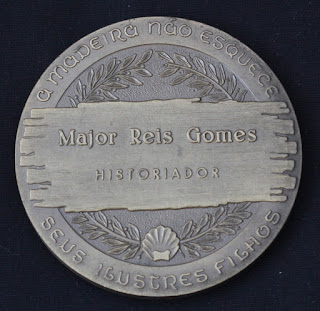 A MADEIRA NÃO ESQUECE
Major Reis Gomes
HISTORIADOR
SEUS ILUSTRES FILHOS